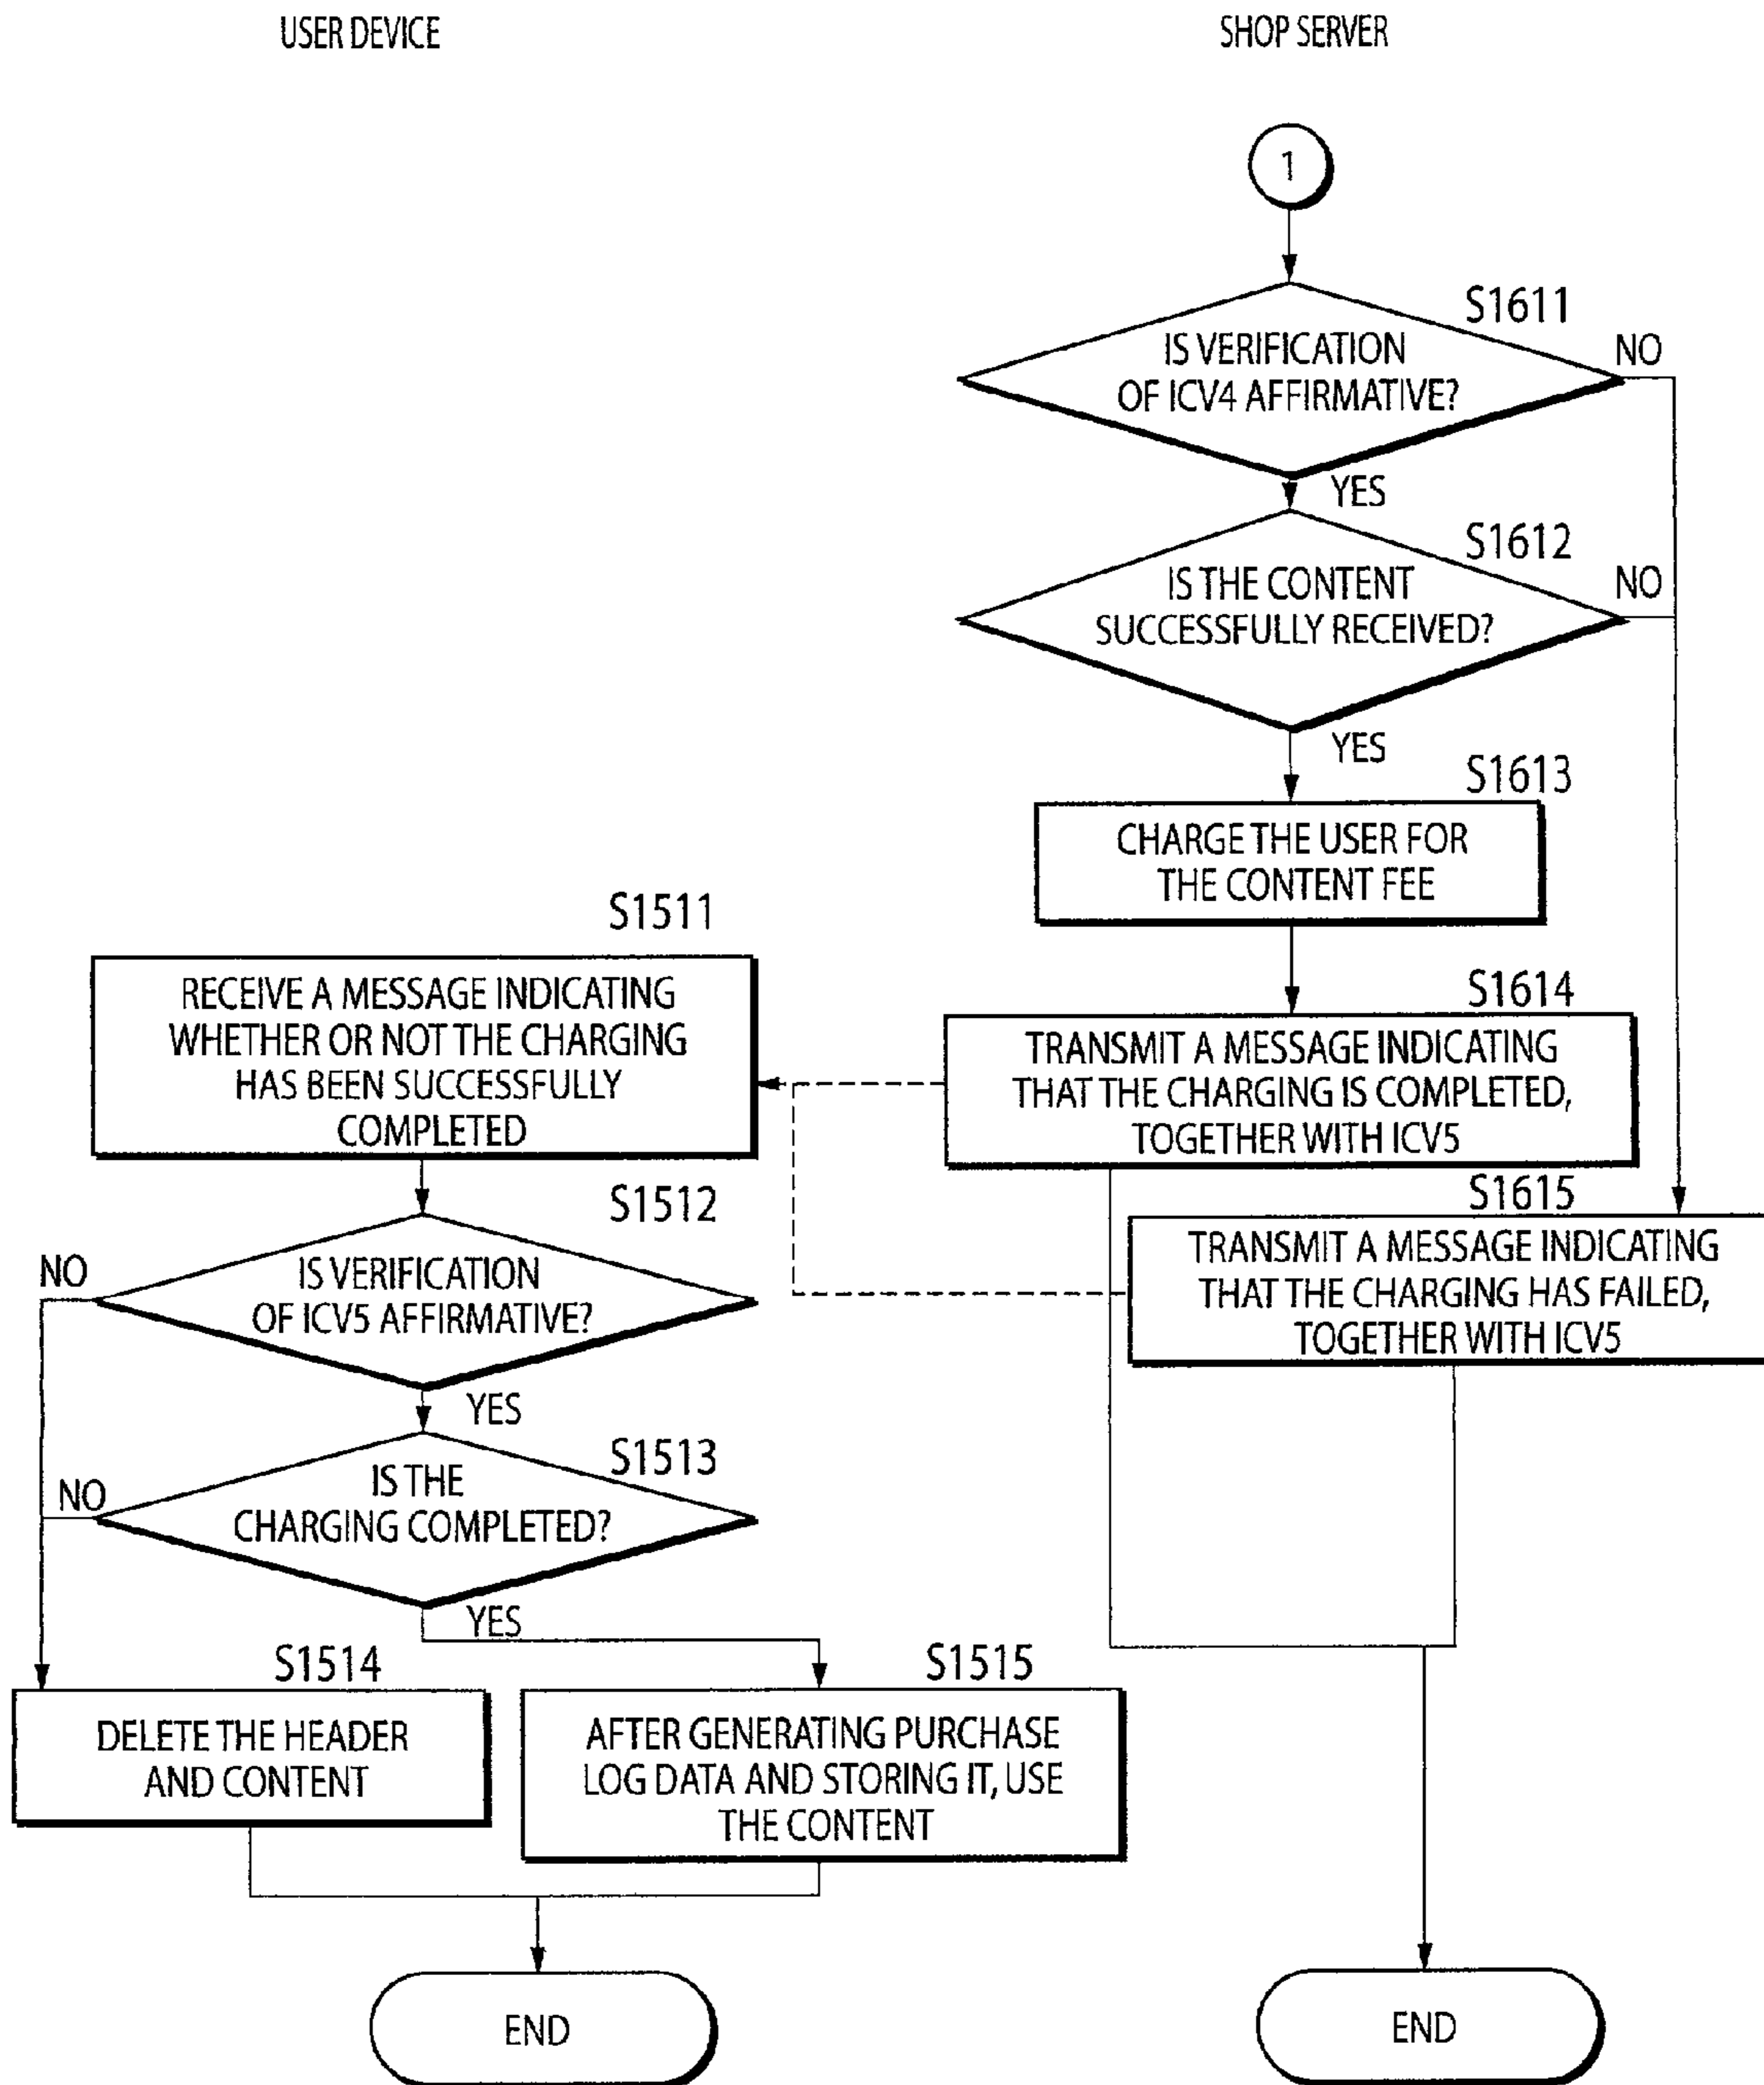 USER DEVICE
SHOP SERVER
1
S1611
IS VERIFICATION
OF ICV4 AFFIRMATIVE?
NO
YES
S1612
IS THE CONTENT
SUCCESSFULLY RECEIVED?
NO
YES
S1613
CHARGE THE USER FOR
THE CONTENT FEE
S1511
RECEIVE A MESSAGE INDICATING
WHETHER OR NOT THE CHARGING
HAS BEEN SUCCESSFULLY
COMPLETED
S1614
TRANSMIT A MESSAGE INDICATING
THAT THE CHARGING IS COMPLETED,
TOGETHER WITH ICV5
S1615
TRANSMIT A MESSAGE INDICATING
THAT THE CHARGING HAS FAILED,
TOGETHER WITH ICV5
S1512
NO
IS VERIFICATION
OF ICV5 AFFIRMATIVE?
YES
S1513
NO
IS THE
CHARGING COMPLETED?
YES
S1514
DELETE THE HEADER
AND CONTENT
S1515
AFTER GENERATING PURCHASE
LOG DATA AND STORING IT, USE
THE CONTENT
END
END